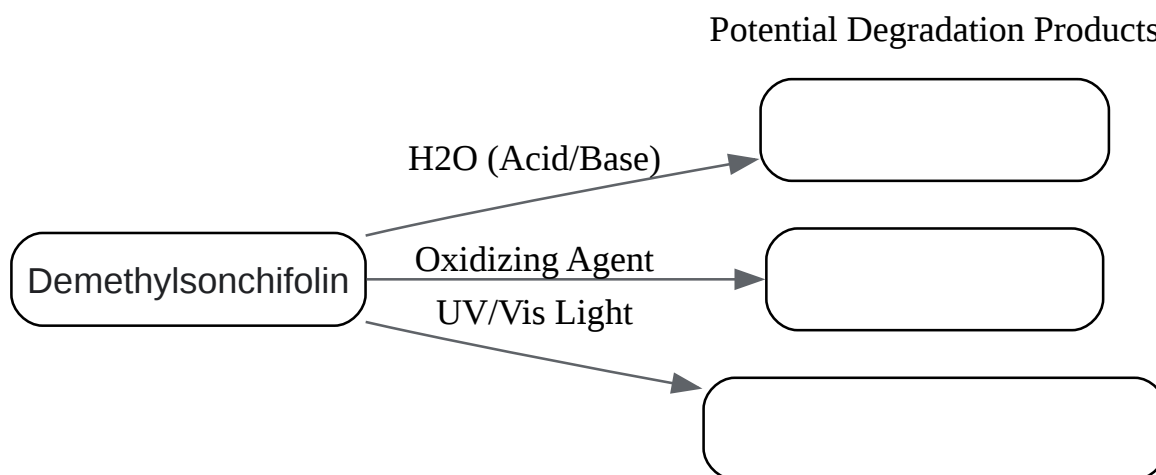 Potential Degradation Products
H2O (Acid/Base)
Oxidizing Agent
Demethylsonchifolin
UV/Vis Light